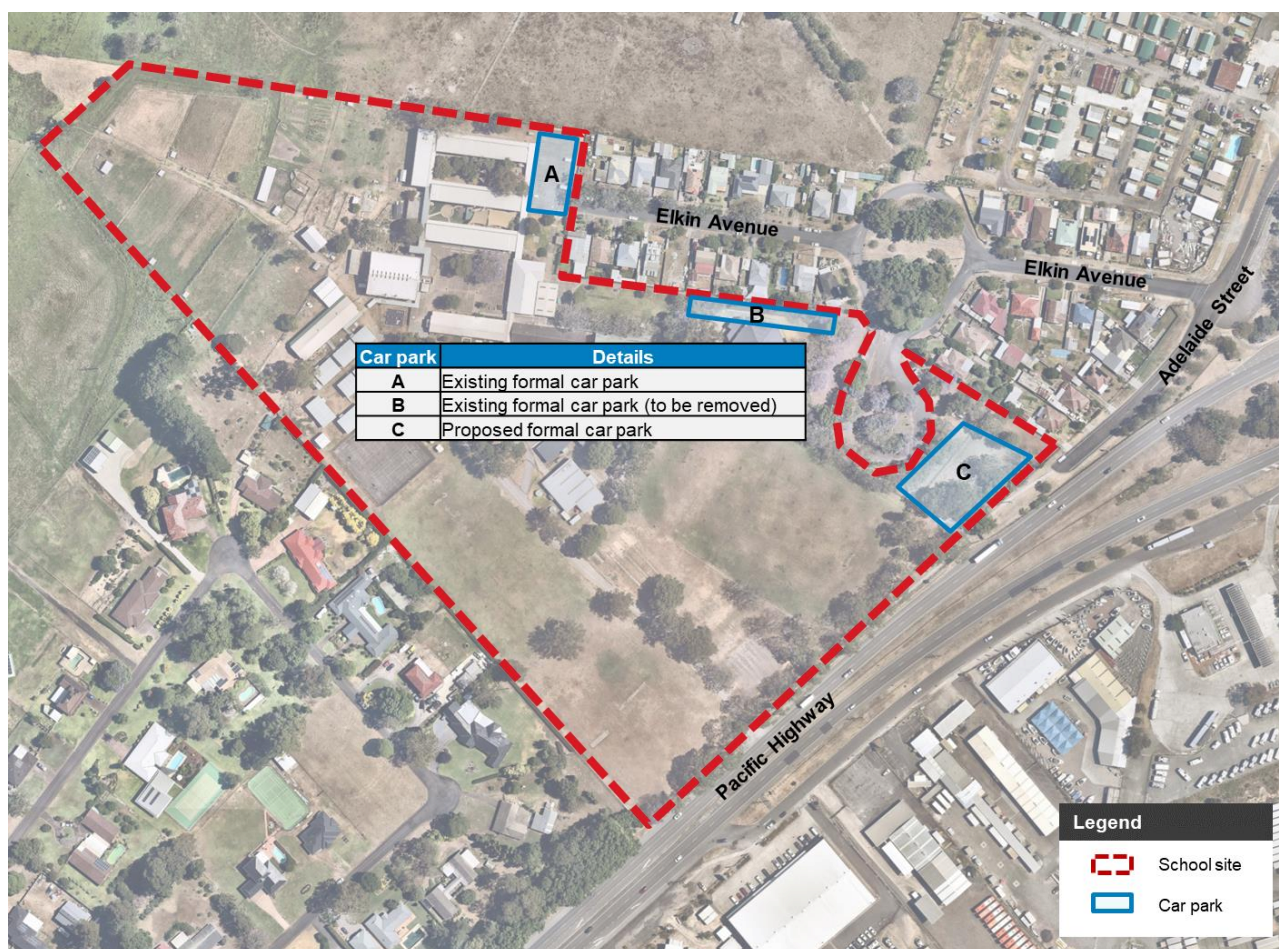 A
Elkin Avenue
Elkin Avenue
B
Adelaide Street
Car park Details
A Existing formal car park
B Existing formal car park (to be removed)
C Proposed formal car park
C
Pacific Highway
Legend
School site
Car park